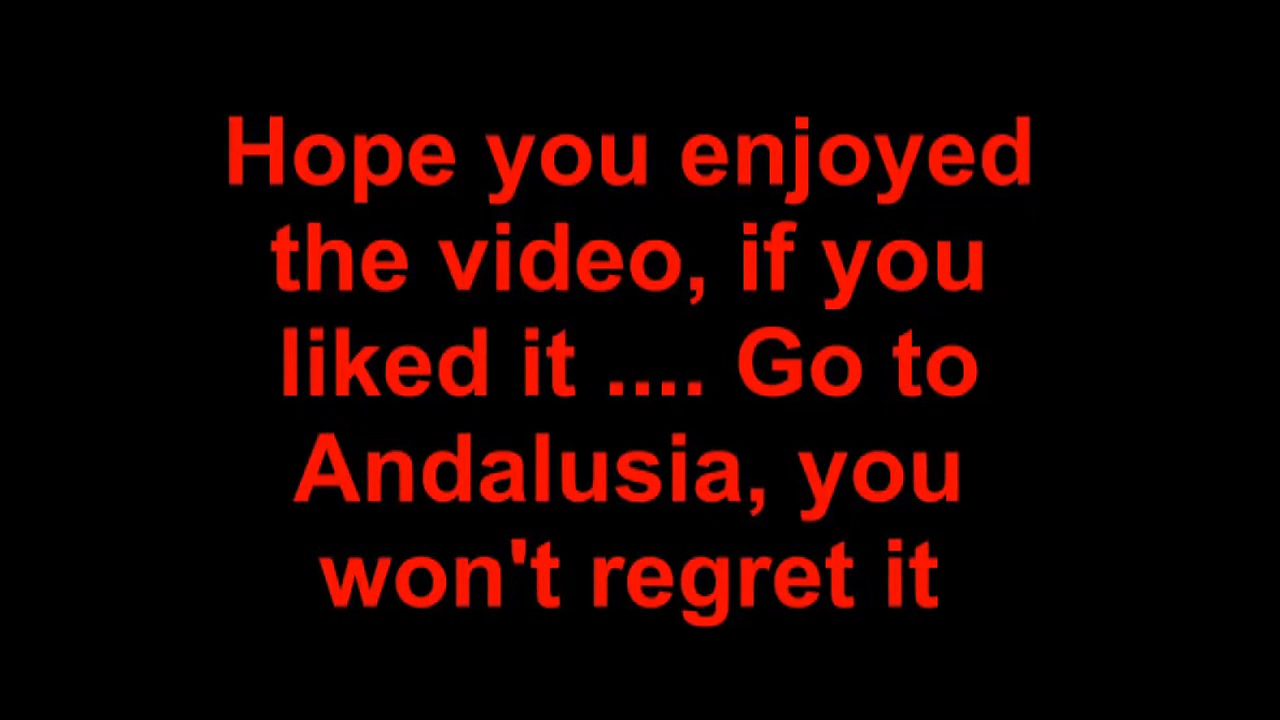 Hope you enjoyed
the video, if you
liked it .... Go to
Andalusia, you
won't regret it